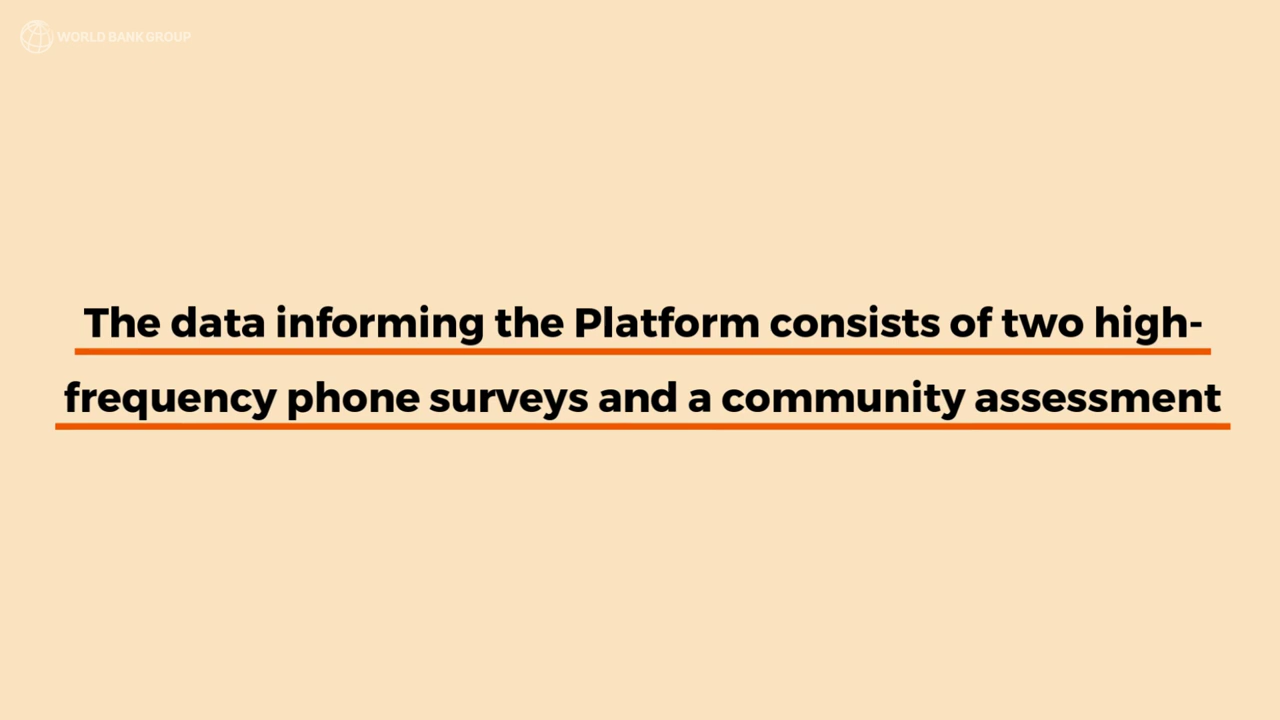 WORLD BANK GROUP
The data informing the Platform consists of two high-
frequency phone surveys and a community assessment